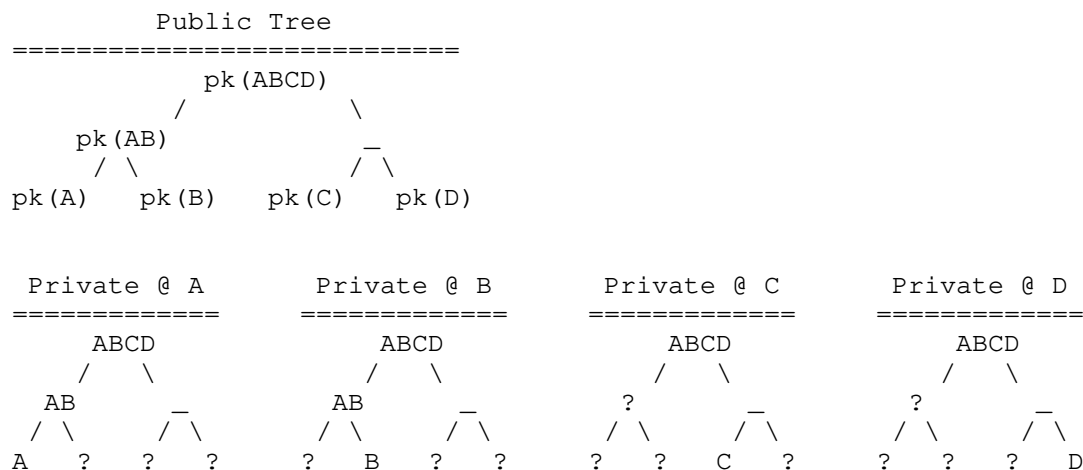 Public Tree
============================
pk(ABCD)
/ \
pk(AB) _
/ \ / \
pk(A) pk(B) pk(C) pk(D)
Private @ A Private @ B Private @ C Private @ D
============= ============= ============= =============
ABCD ABCD ABCD ABCD
/ \ / \ / \ / \
AB _ AB _ ? _ ? _
/ \ / \ / \ / \ / \ / \ / \ / \
A ? ? ? ? B ? ? ? ? C ? ? ? ? D